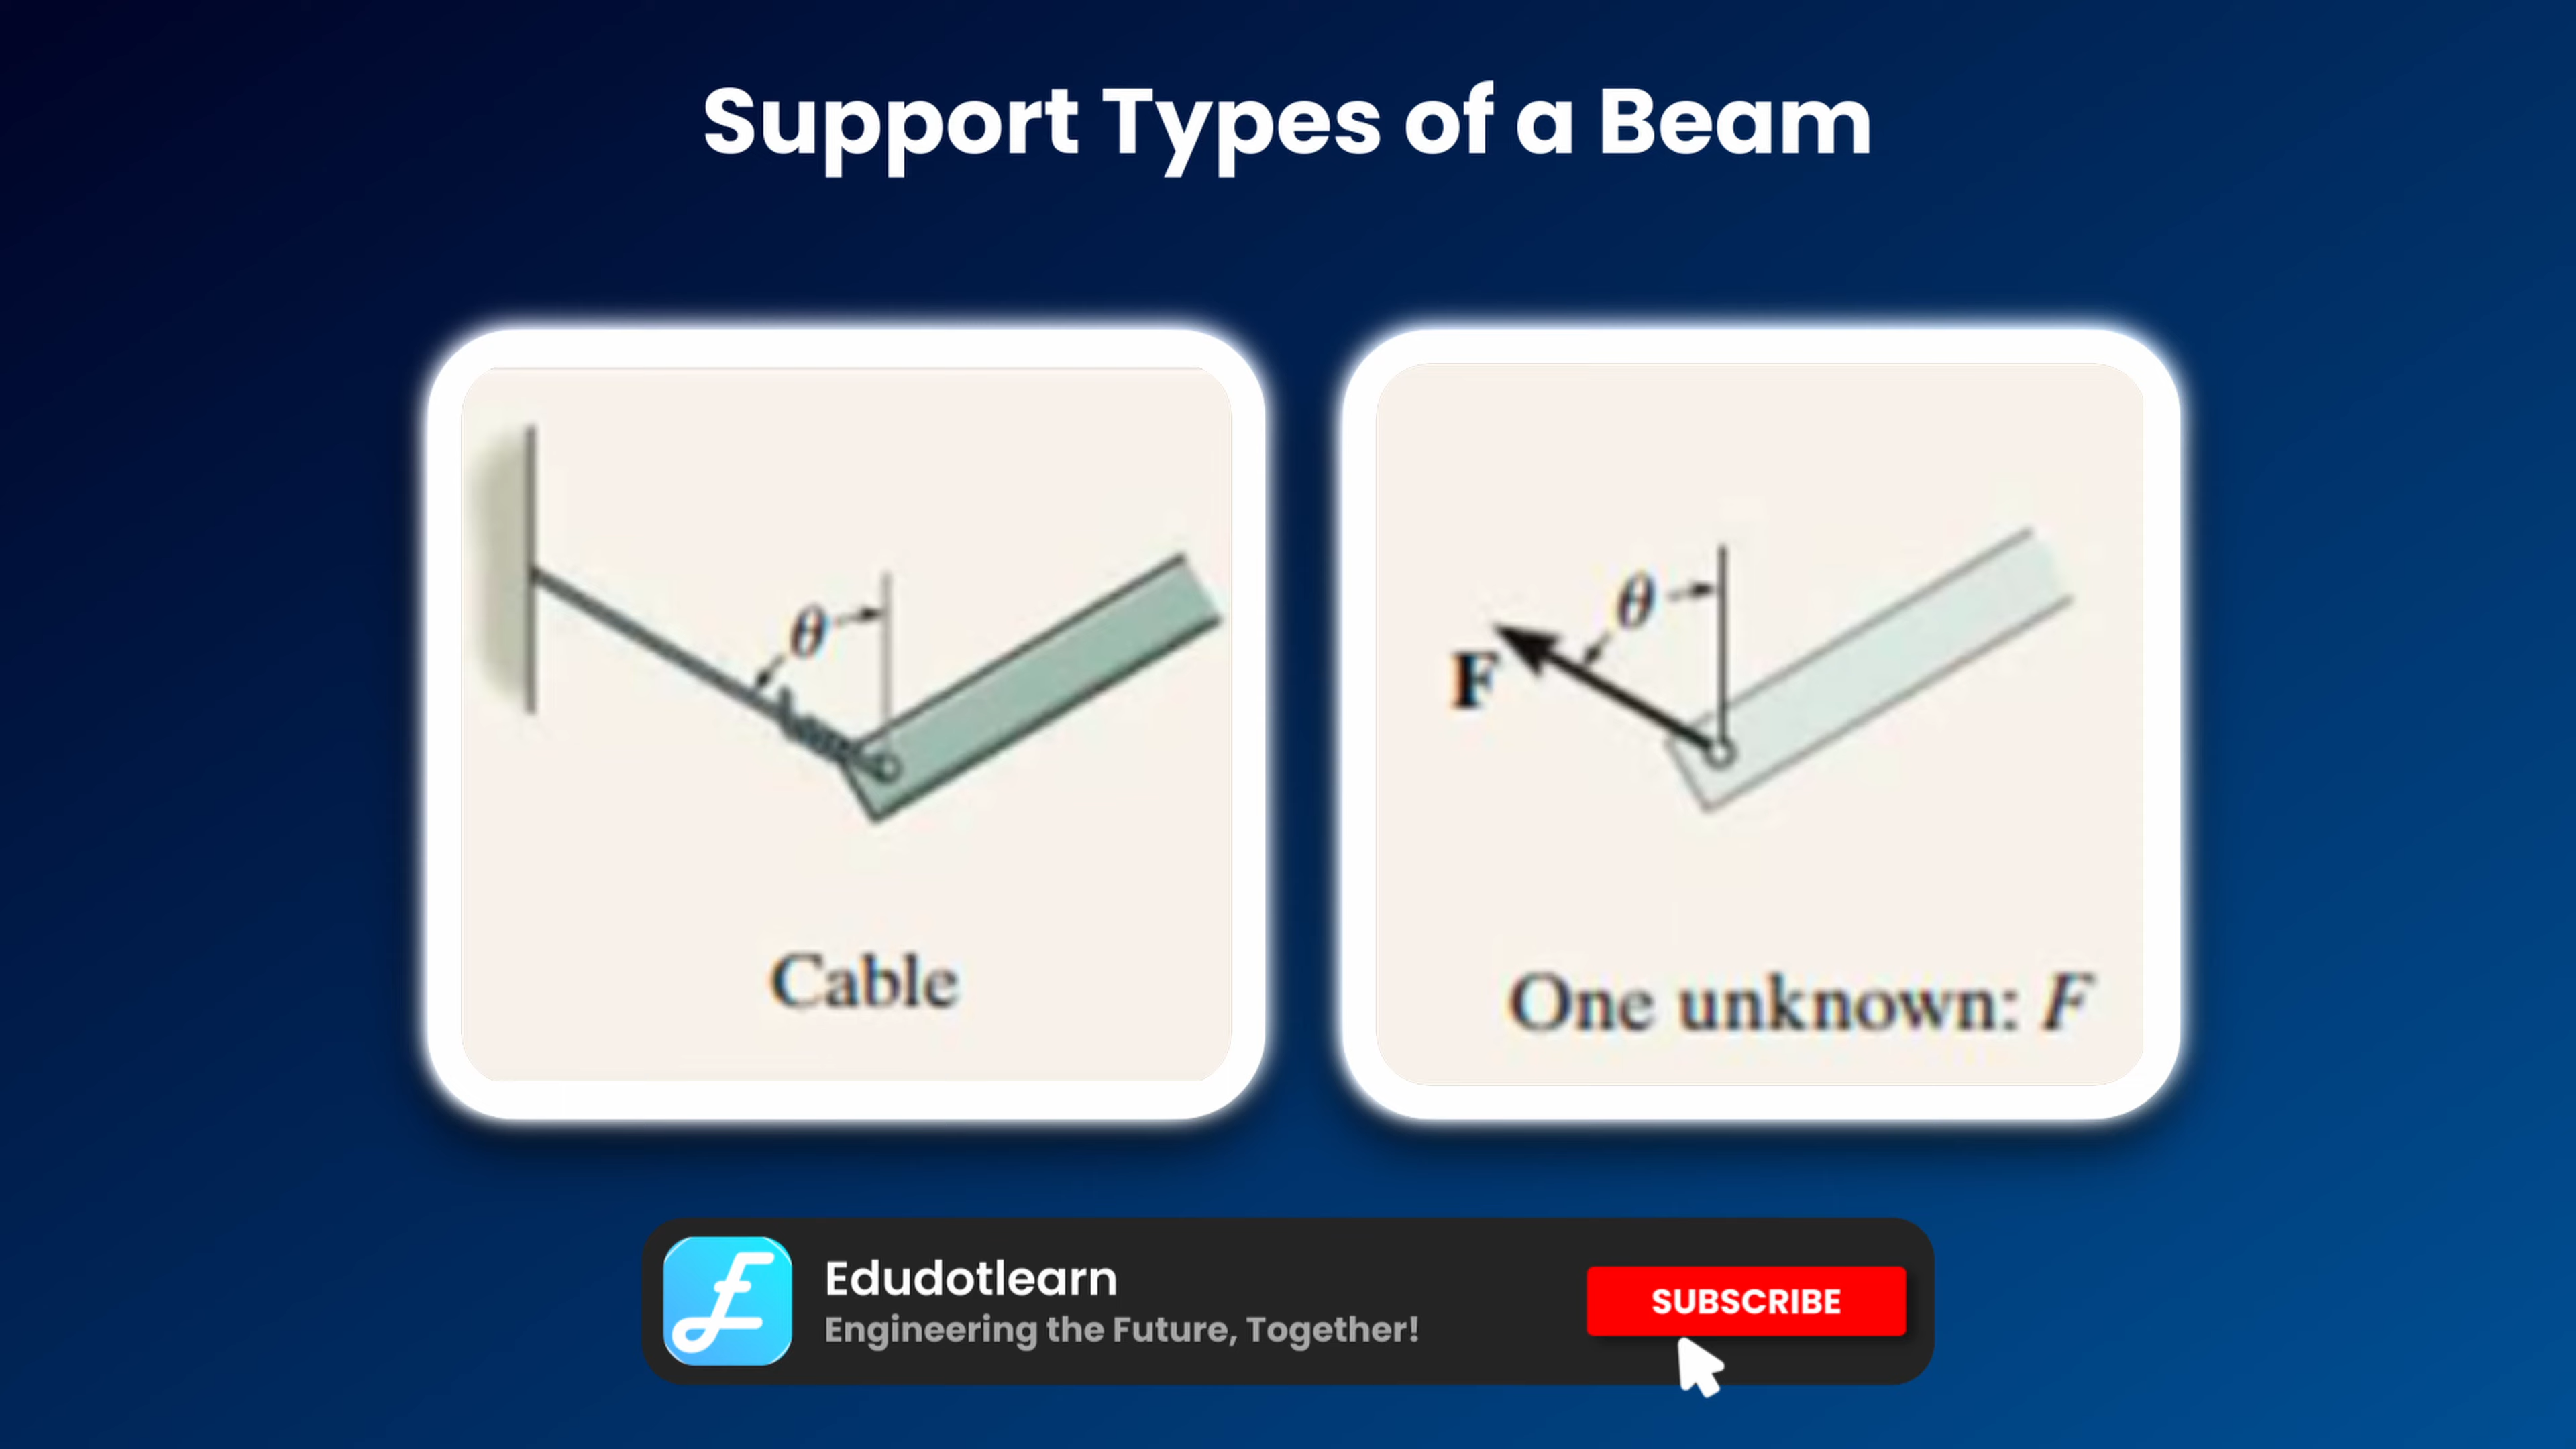 Support Types of a Beam
θ
Cable
θ
F
One unknown: F
Edudotlearn
Engineering the Future, Together!
SUBSCRIBE